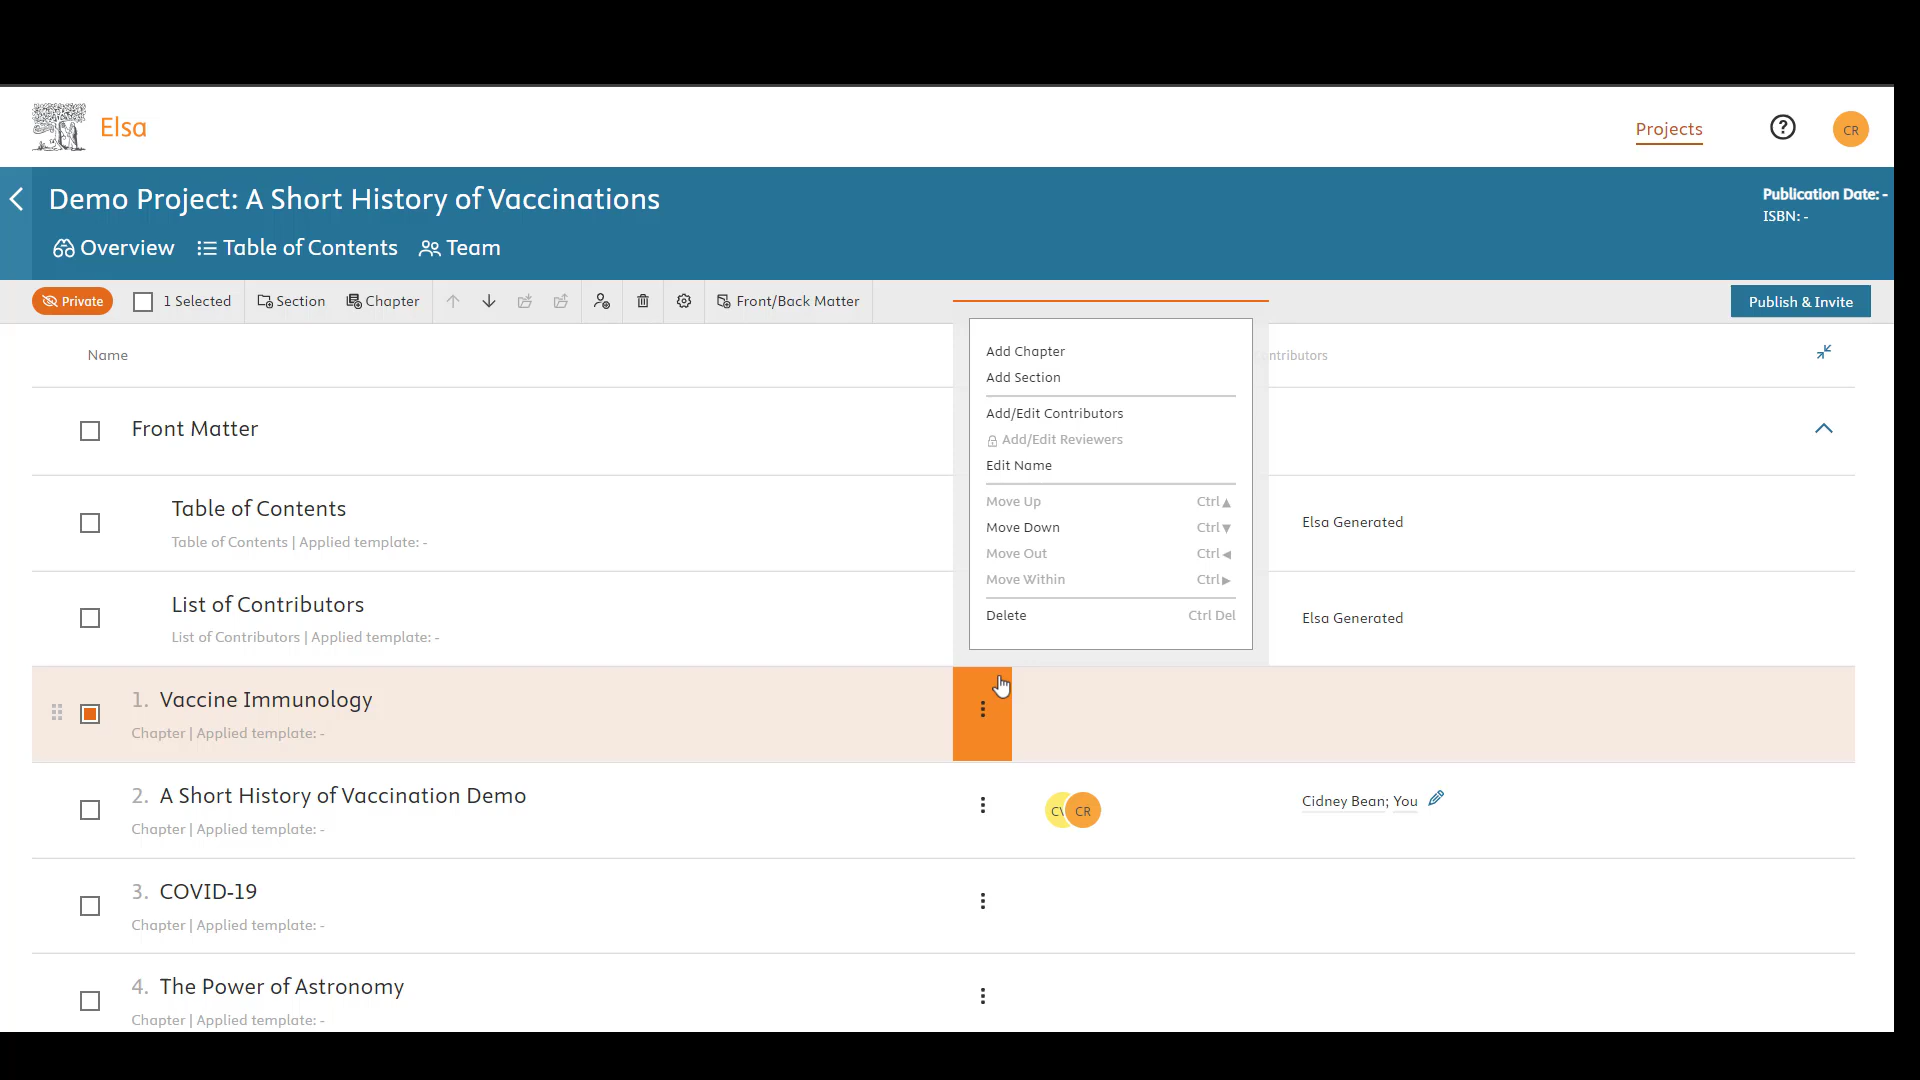 Elsa
Projects
CR
Demo Project: A Short History of Vaccinations
Publication Date: -
ISBN: -
Overview Table of Contents Team
Private 1 Selected Section Chapter Front/Back Matter Publish & Invite
Name
Add Chapter
Add Section
Add/Edit Contributors
Add/Edit Reviewers
Edit Name
Move Up Ctrl▲
Move Down Ctrl▼
Move Out Ctrl◀
Move Within Ctrl▶
Delete Ctrl Del
ntributors
Front Matter
Table of Contents
Table of Contents | Applied template: -
Elsa Generated
List of Contributors
List of Contributors | Applied template: -
Elsa Generated
1. Vaccine Immunology
Chapter | Applied template: -
2. A Short History of Vaccination Demo
Chapter | Applied template: -
CR
Cidney Bean; You
3. COVID-19
Chapter | Applied template: -
4. The Power of Astronomy
Chapter | Applied template: -